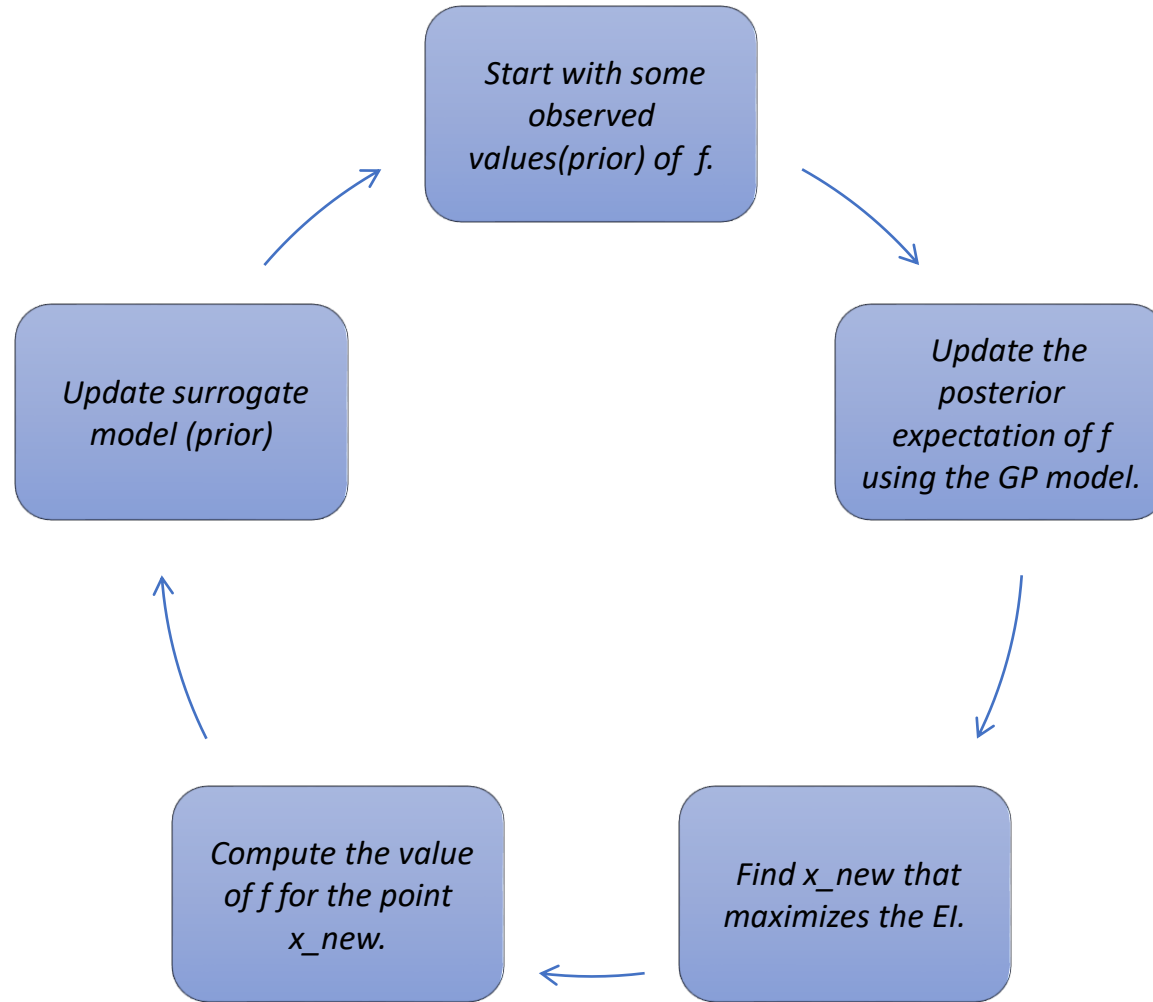 Start with some
observed
values(prior) of f.
Update the
posterior
expectation of f
using the GP model.
Find x_new that
maximizes the EI.
Compute the value
of f for the point
x_new.
Update surrogate
model (prior)